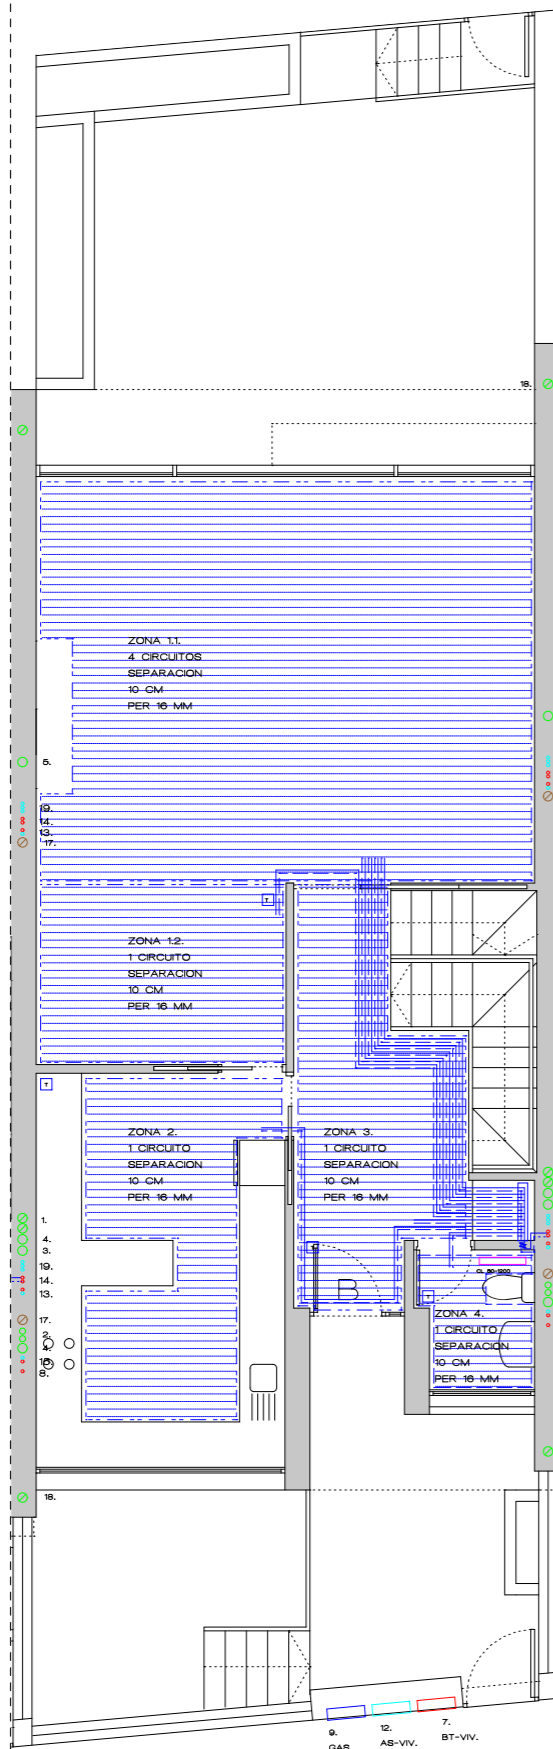 18.
ZONA 1.1.
4 CIRCUITOS
SEPARACION
10 CM
PER 16 MM
5.
19.
14.
13.
17.
T
ZONA 1.2.
1 CIRCUITO
SEPARACION
10 CM
PER 16 MM
T
ZONA 2.
1 CIRCUITO
SEPARACION
10 CM
PER 16 MM
ZONA 3.
1 CIRCUITO
SEPARACION
10 CM
PER 16 MM
1.
4.
3.
19.
14.
13.
T
CL 50-1200
B
T
ZONA 4.
1 CIRCUITO
SEPARACION
10 CM
PER 16 MM
17.
2.
4.
8.
18.
9.
GAS
12.
AS-VIV.
7.
BT-VIV.